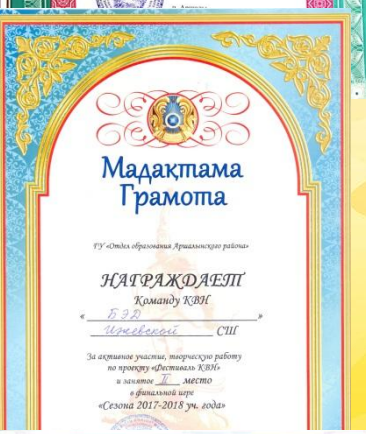 Мадақтама
Грамота
ГУ «Отдел образования Аршалынского района»
НАГРАЖДАЕТ
Команду КВН
« БЭД »
Ижевской СШ
За активное участие, творческую работу
по проекту «Фестиваль КВН»
и занятое II место
в финальной игре
«Сезона 2017-2018 уч. года»